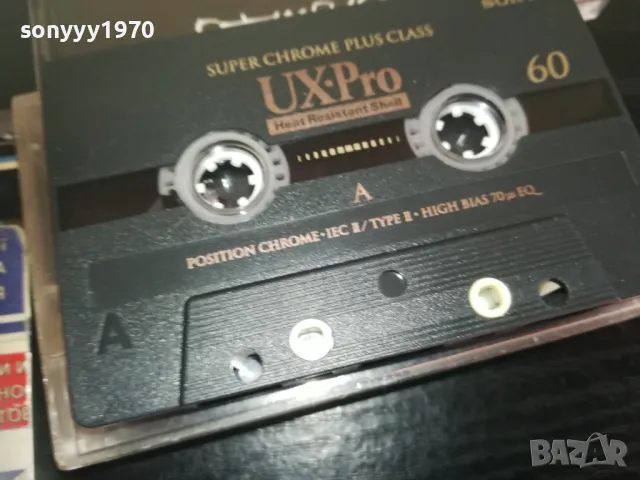 sonyyy1970
SUPER CHROME PLUS CLASS
UX·Pro
60
Heat Resistant Shell
A
POSITION CHROME · IEC II / TYPE II · HIGH BIAS 70µs EQ
A
BAZAR
bg